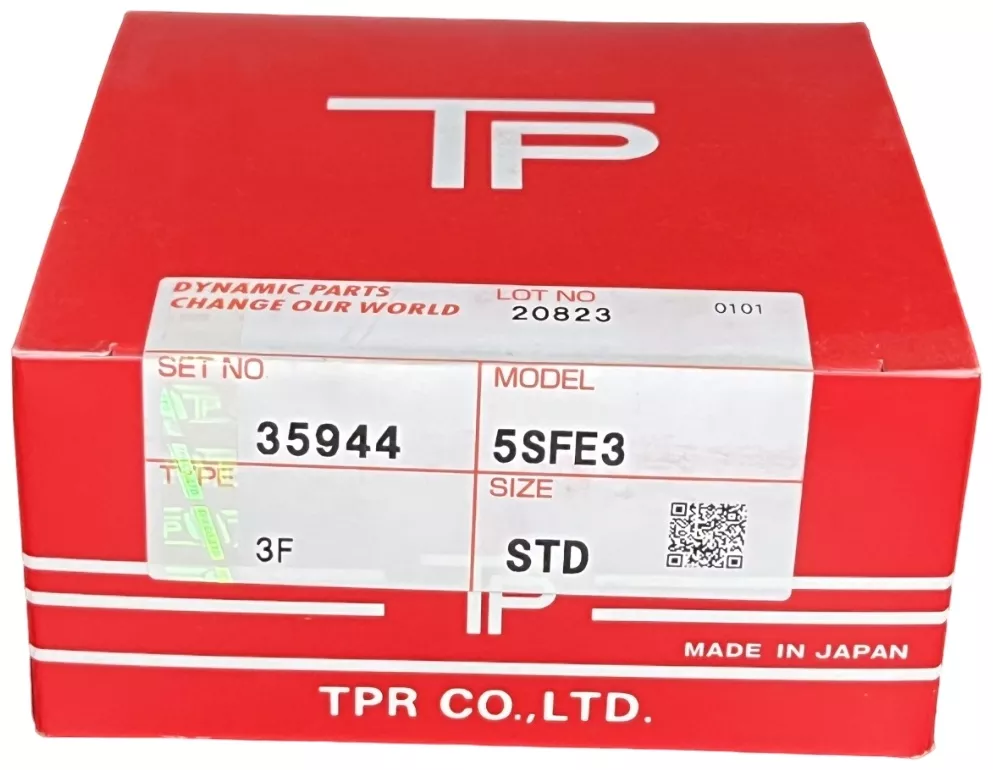 TP
DYNAMIC PARTS
CHANGE OUR WORLD
LOT NO
20823
0101
SET NO
35944
MODEL
5SFE3
TYPE
3F
SIZE
STD
TP
TP
MADE IN JAPAN
TPR CO.,LTD.